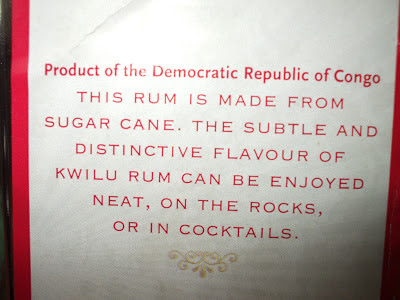 Product of the Democratic Republic of Congo
THIS RUM IS MADE FROM
SUGAR CANE. THE SUBTLE AND
DISTINCTIVE FLAVOUR OF
KWILU RUM CAN BE ENJOYED
NEAT, ON THE ROCKS,
OR IN COCKTAILS.